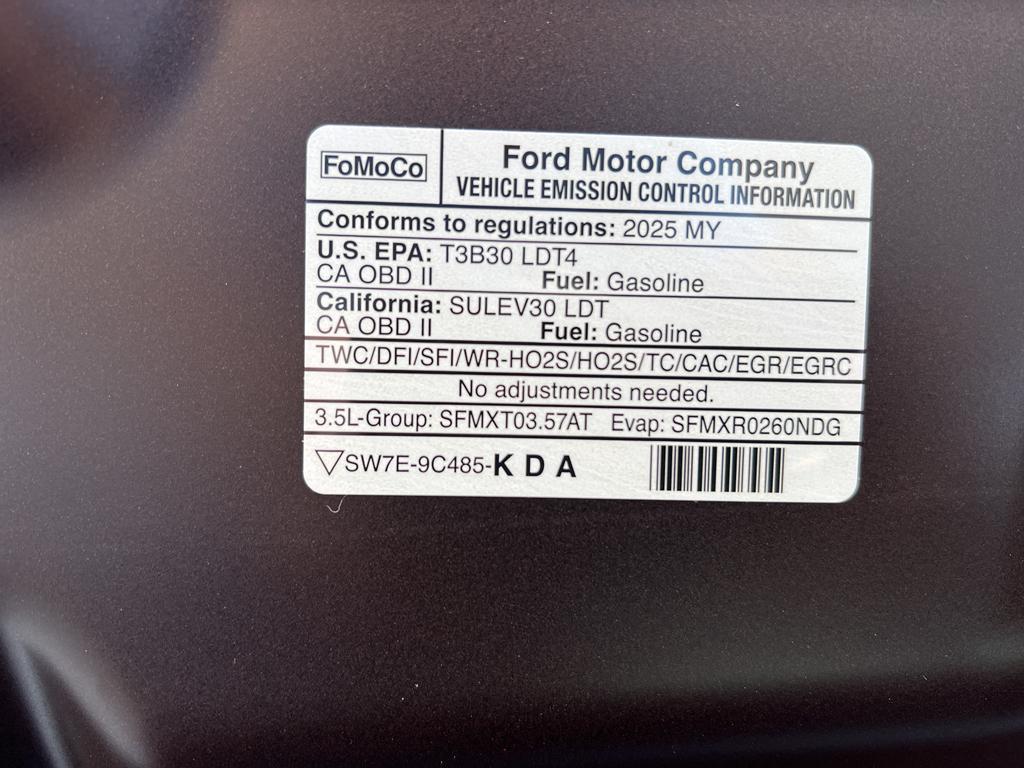 FoMoCo
Ford Motor Company
VEHICLE EMISSION CONTROL INFORMATION
Conforms to regulations: 2025 MY
U.S. EPA: T3B30 LDT4
CA OBD II Fuel: Gasoline
California: SULEV30 LDT
CA OBD II Fuel: Gasoline
TWC/DFI/SFI/WR-HO2S/HO2S/TC/CAC/EGR/EGRC
No adjustments needed.
3.5L-Group: SFMXT03.57AT Evap: SFMXR0260NDG
▽SW7E-9C485-K D A